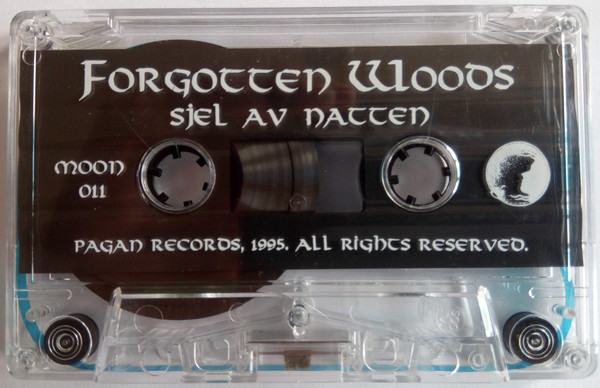 Forgotten Woods
sjel av natten
moon
011
pagan records, 1995. all rights reserved.